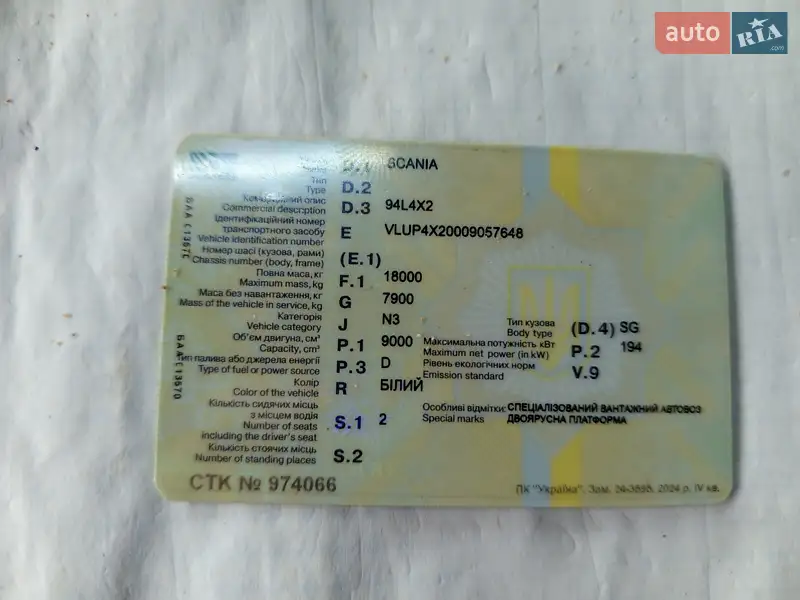 auto RIA .com
D.1 SCANIA
Тип
Type D.2
Комерційний опис
Commercial description D.3 94L4X2
Ідентифікаційний номер
транспортного засобу
Vehicle identification number E VLUP4X20009057648
Номер шасі (кузова, рами)
Chassis number (body, frame) (E.1)
Повна маса, кг
Maximum mass, kg F.1 18000
Маса без навантаження, кг
Mass of the vehicle in service, kg G 7900
Категорія
Vehicle category J N3
Тип кузова
Body type (D.4) SG
Об'єм двигуна, см³
Capacity, cm³ P.1 9000
Максимальна потужність кВт
Maximum net power (in kW) P.2 194
Тип палива або джерела енергії
Type of fuel or power source P.3 D
Рівень екологічних норм
Emission standard V.9
Колір
Color of the vehicle R БІЛИЙ
Кількість сидячих місць
з місцем водія
Number of seats
including the driver's seat S.1 2
Особливі відмітки: СПЕЦІАЛІЗОВАНИЙ ВАНТАЖНИЙ АВТОВОЗ
Special marks ДВОЯРУСНА ПЛАТФОРМА
Кількість стоячих місць
Number of standing places S.2
СТК № 974066
ПК "Україна". Зам. 2024 р. IV кв.